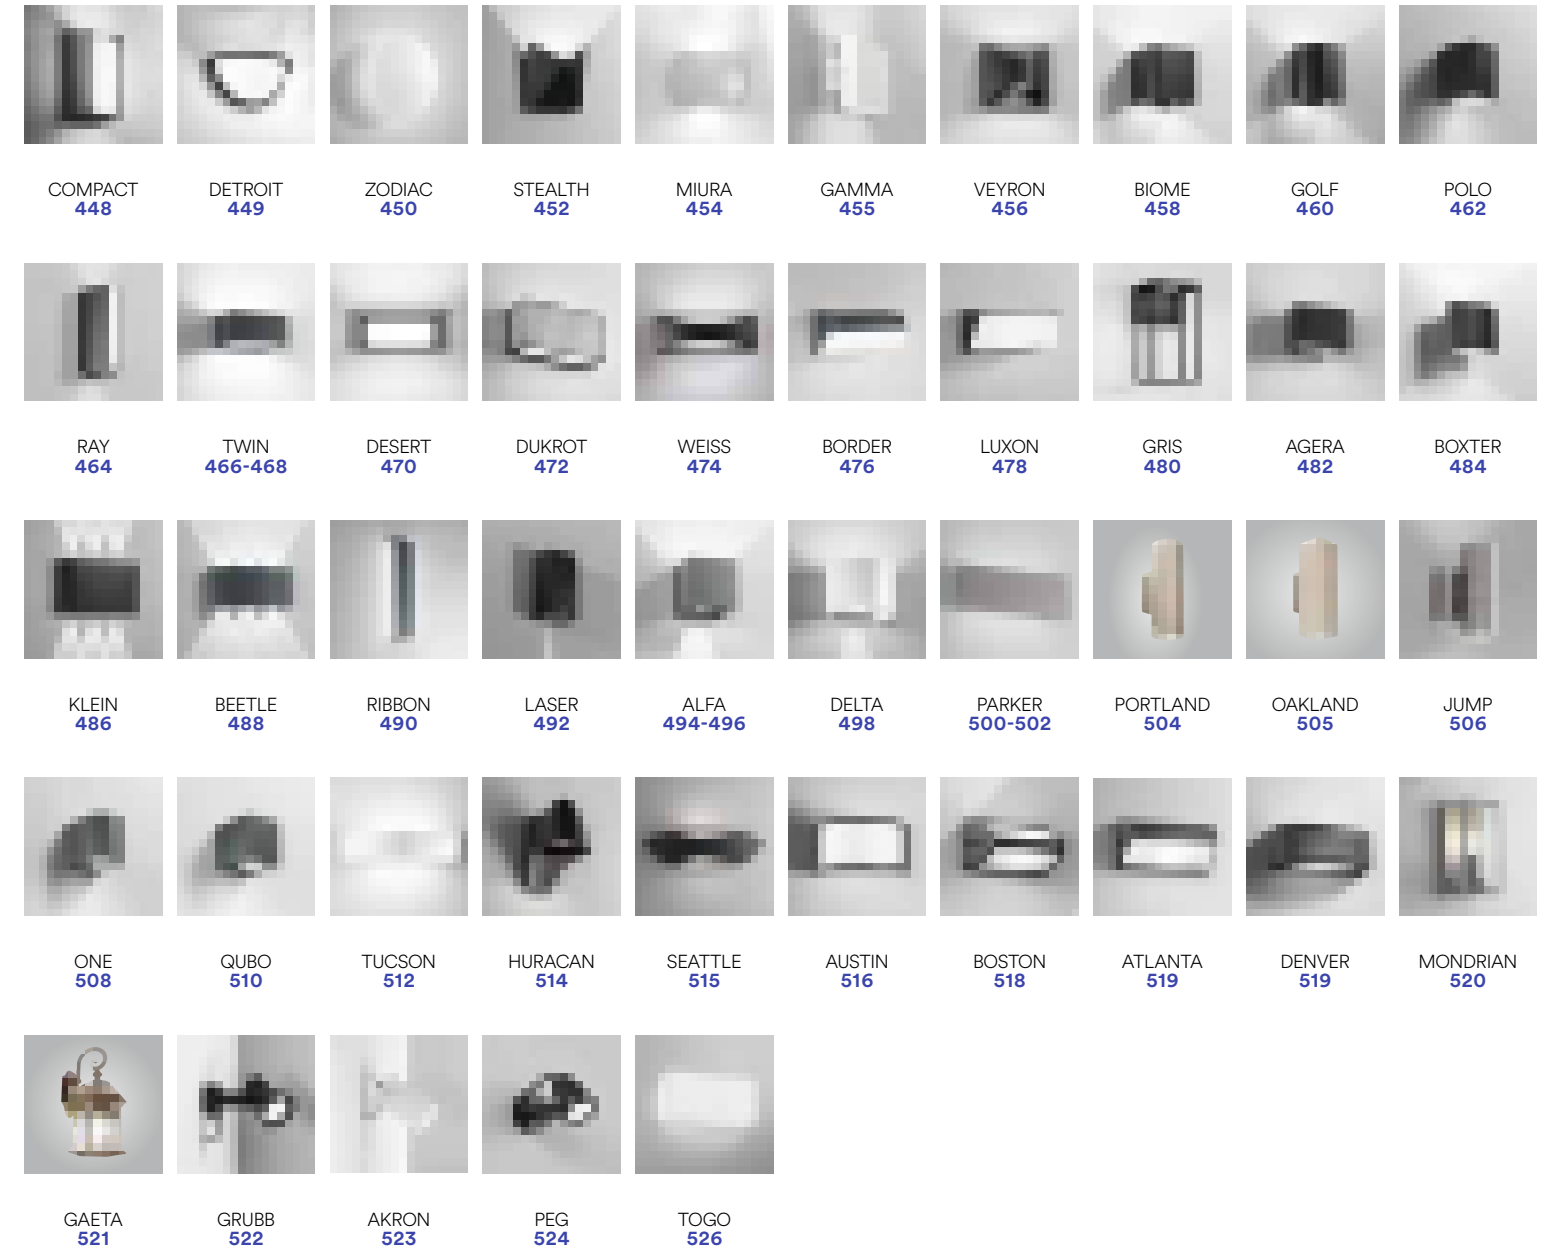 COMPACT DETROIT ZODIAC STEALTH MIURA GAMMA VEYRON BIOME GOLF POLO
448 449 450 452 454 455 456 458 460 462
RAY TWIN DESERT DUKROT WEISS BORDER LUXON GRIS AGERA BOXTER
464 466-468 470 472 474 476 478 480 482 484
KLEIN BEETLE RIBBON LASER ALFA DELTA PARKER PORTLAND OAKLAND JUMP
486 488 490 492 494-496 498 500-502 504 505 506
ONE QUBO TUCSON HURACAN SEATTLE AUSTIN BOSTON ATLANTA DENVER MONDRIAN
508 510 512 514 515 516 518 519 519 520
GAETA GRUBB AKRON PEG TOGO
521 522 523 524 526